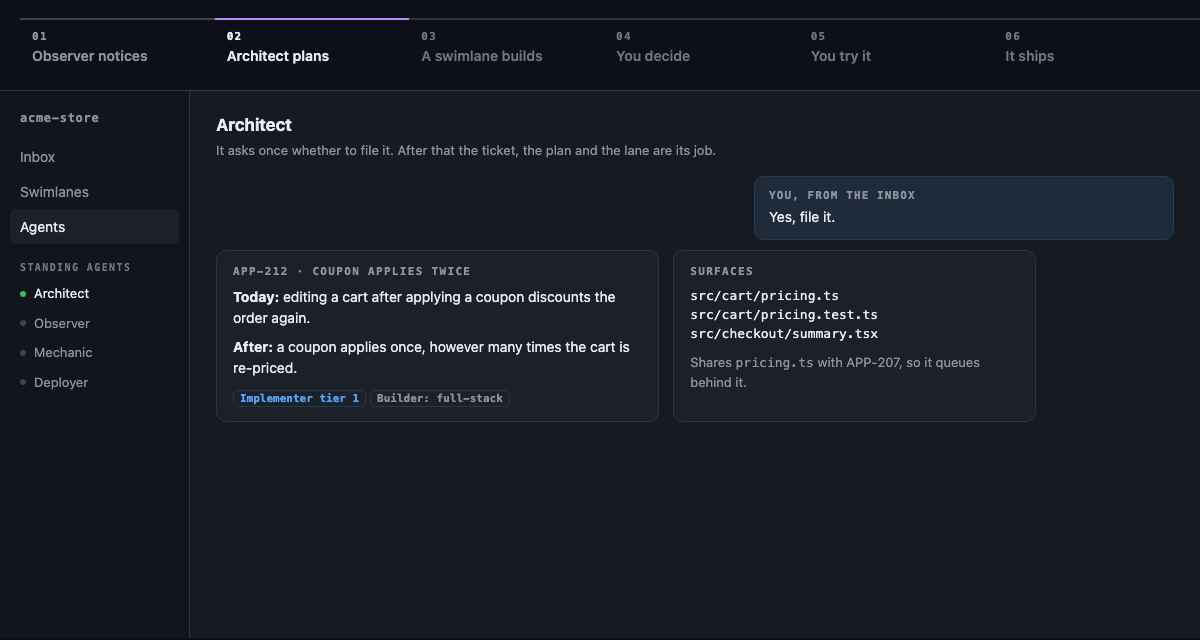 01
Observer notices
02
Architect plans
03
A swimlane builds
04
You decide
05
You try it
06
It ships
acme-store
Inbox
Swimlanes
Agents
STANDING AGENTS
Architect
Observer
Mechanic
Deployer
Architect
It asks once whether to file it. After that the ticket, the plan and the lane are its job.
YOU, FROM THE INBOX
Yes, file it.
APP-212 · COUPON APPLIES TWICE
Today: editing a cart after applying a coupon discounts the
order again.
After: a coupon applies once, however many times the cart is
re-priced.
Implementer tier 1
Builder: full-stack
SURFACES
src/cart/pricing.ts
src/cart/pricing.test.ts
src/checkout/summary.tsx
Shares pricing.ts with APP-207, so it queues
behind it.